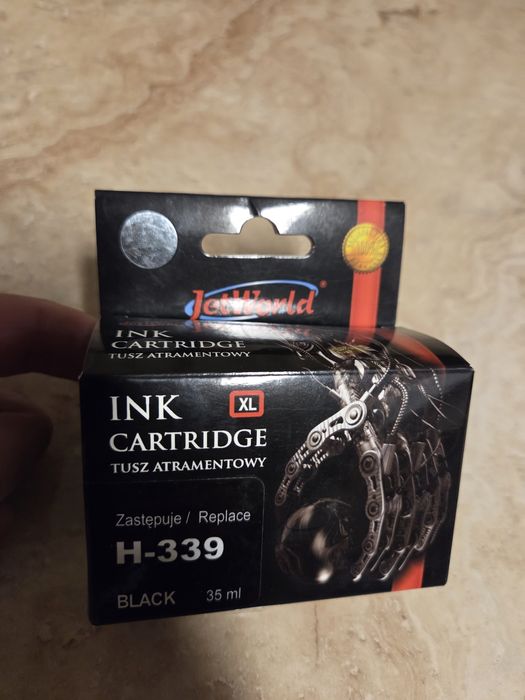 JetWorld®
INK
CARTRIDGE
TUSZ ATRAMENTOWY
INK XL
CARTRIDGE
TUSZ ATRAMENTOWY
Zastępuje / Replace
H-339
BLACK 35 ml